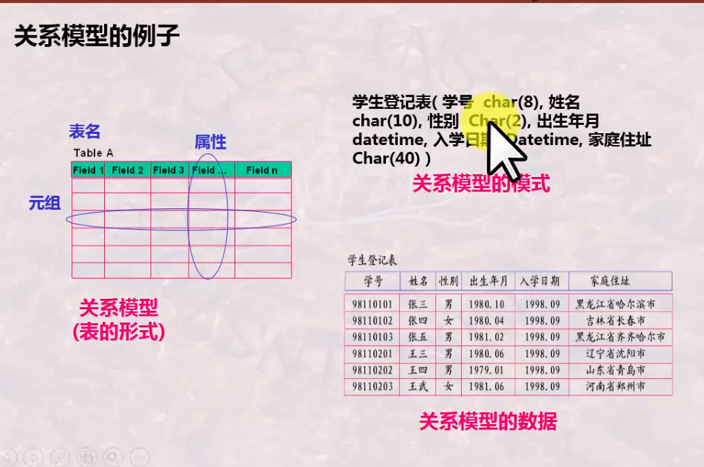 关系模型的例子
表名
属性
Table A
Field 1 Field 2 Field 3 Field ... Field n
元组
关系模型
(表的形式)
学生登记表( 学号 char(8), 姓名
char(10), 性别 Char(2), 出生年月
datetime, 入学日期 Datetime, 家庭住址
Char(40) )
关系模型的模式
学生登记表
学号 姓名 性别 出生年月 入学日期 家庭住址
98110101 张三 男 1980.10 1998.09 黑龙江省哈尔滨市
98110102 张四 女 1980.04 1998.09 吉林省长春市
98110103 张五 男 1981.02 1998.09 黑龙江省齐齐哈尔市
98110201 王三 男 1980.06 1998.09 辽宁省沈阳市
98110202 王四 男 1979.01 1998.09 山东省青岛市
98110203 王武 女 1981.06 1998.09 河南省郑州市
关系模型的数据